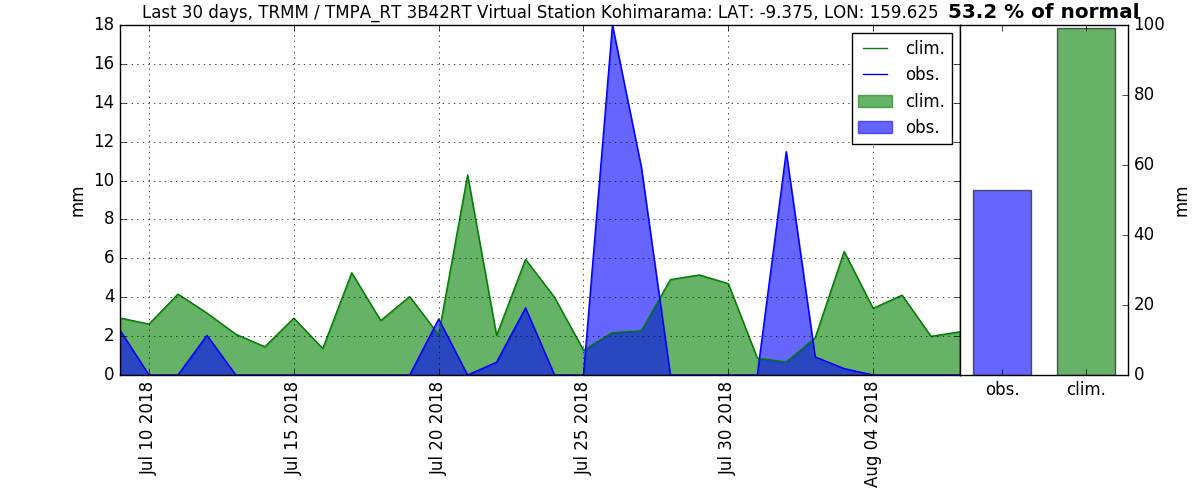 Last 30 days, TRMM / TMPA_RT 3B42RT Virtual Station Kohimarama: LAT: -9.375, LON: 159.625
53.2 % of normal
18
16
14
12
10
8
6
4
2
0
mm
clim.
obs.
clim.
obs.
Jul 10 2018
Jul 15 2018
Jul 20 2018
Jul 25 2018
Jul 30 2018
Aug 04 2018
100
80
60
40
20
0
mm
obs.
clim.